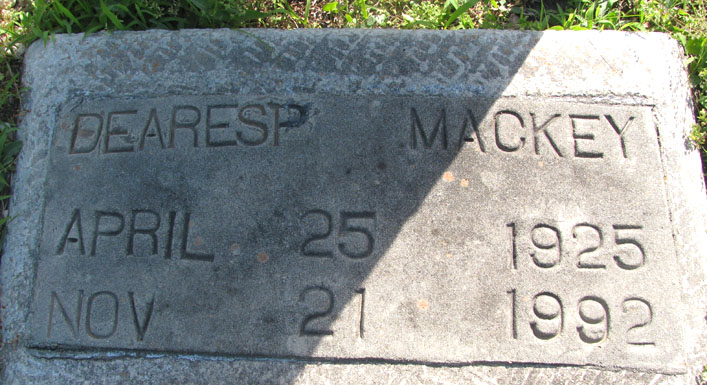 DEARESP MACKEY
APRIL 25 1925
NOV 21 1992